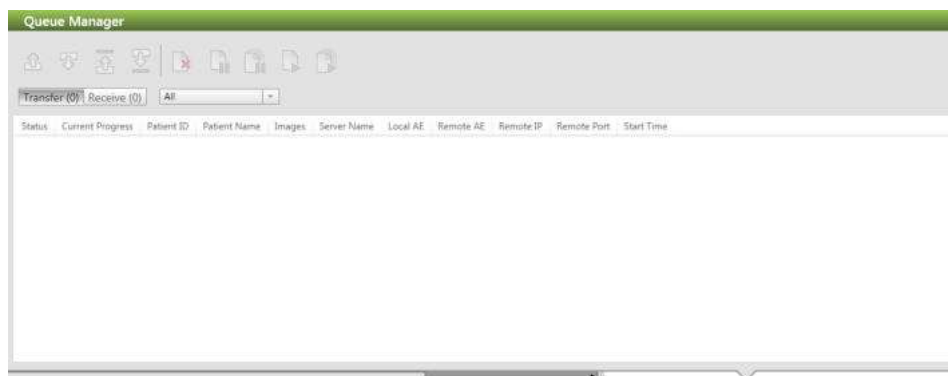 Queue Manager
Transfer (0) Receive (0) All
Status Current Progress Patient ID Patient Name Images Server Name Local AE Remote AE Remote IP Remote Port Start Time